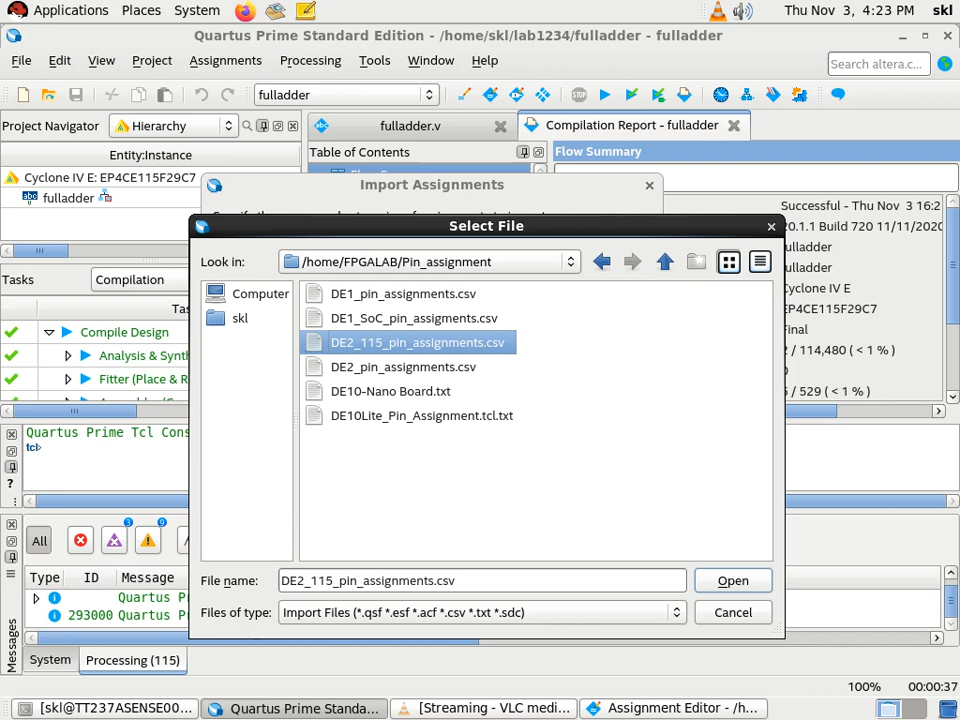 Applications Places System Thu Nov 3, 4:23 PM skl
Quartus Prime Standard Edition - /home/skl/lab1234/fulladder - fulladder
File Edit View Project Assignments Processing Tools Window Help
Search altera.c...
fulladder
Project Navigator Hierarchy
fulladder.v
Compilation Report - fulladder
Entity:Instance
Table of Contents
Flow Summary
Cyclone IV E: EP4CE115F29C7
fulladder
Import Assignments
Successful - Thu Nov 3 16:2
20.1.1 Build 720 11/11/2020
fulladder
fulladder
Cyclone IV E
EP4CE115F29C7
Final
/ 114,480 ( < 1 % )
/ 529 ( < 1 % )
Select File
Look in: /home/FPGALAB/Pin_assignment
Computer
skl
DE1_pin_assignments.csv
DE1_SoC_pin_assigments.csv
DE2_115_pin_assignments.csv
DE2_pin_assignments.csv
DE10-Nano Board.txt
DE10Lite_Pin_Assignment.tcl.txt
File name: DE2_115_pin_assignments.csv Open
Files of type: Import Files (*.qsf *.esf *.acf *.csv *.txt *.sdc) Cancel
Tasks Compilation
Tas
Compile Design
Analysis & Synth
Fitter (Place & R
Quartus Prime Tcl Cons
tcl>
All
3
9
Type ID Message
Quartus Pr
293000 Quartus Pr
Messages
System Processing (115)
100% 00:00:37
[skl@TT237ASENSE00... Quartus Prime Standa... [Streaming - VLC medi... Assignment Editor - /h...